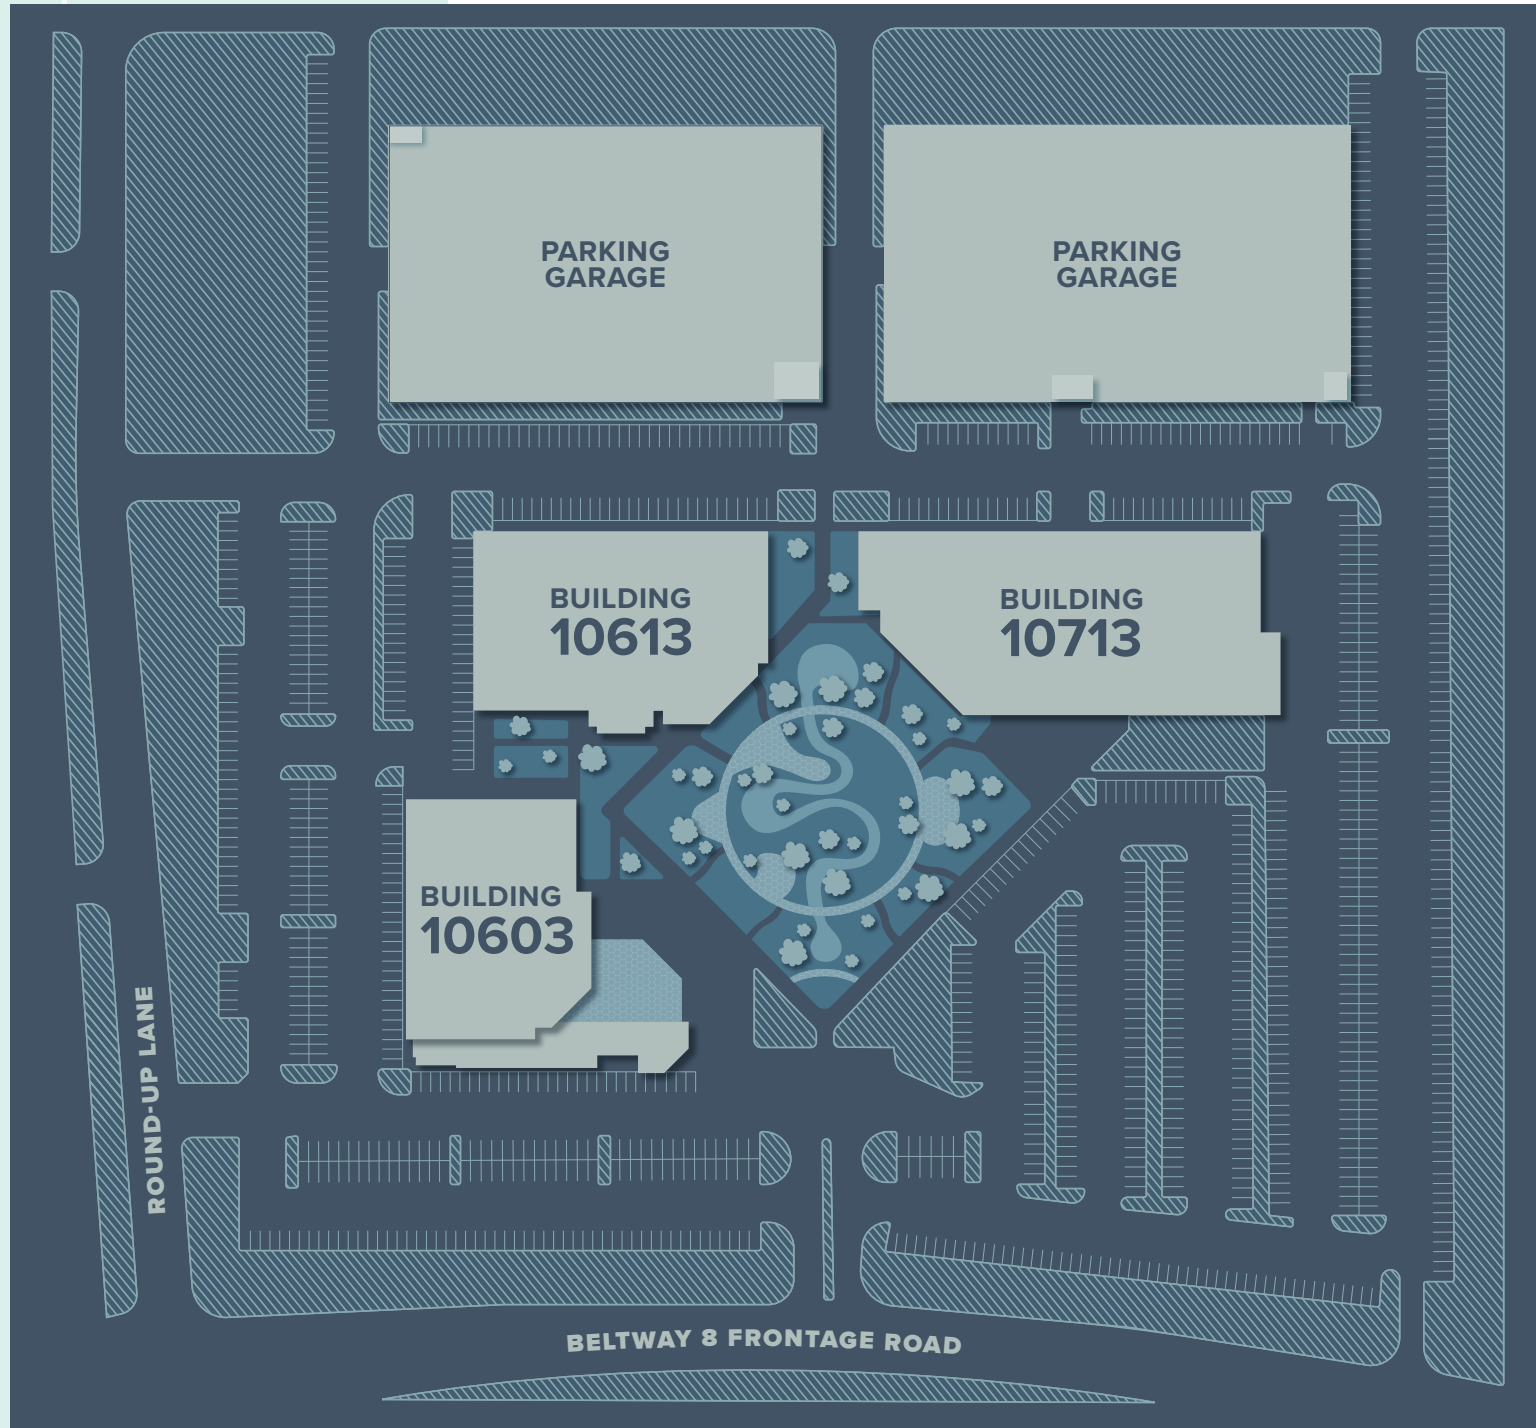 PARKING
GARAGE
PARKING
GARAGE
BUILDING
10613
BUILDING
10713
BUILDING
10603
ROUND-UP LANE
BELTWAY 8 FRONTAGE ROAD